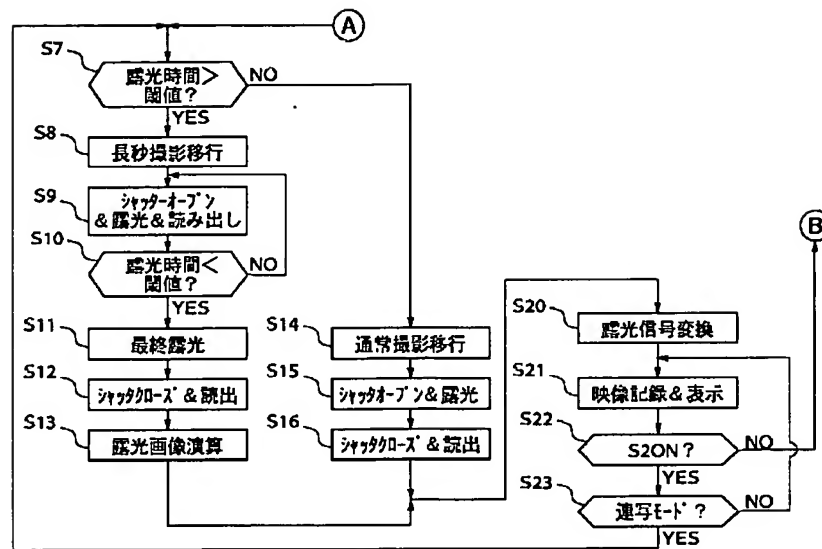 A
S7
露光時間>
閾値?
NO
YES
S8
長秒撮影移行
S9
シャッターオープン
&露光&読み出し
S10
露光時間<
閾値?
NO
YES
S11
最終露光
S12
シャッタクローズ&読出
S13
露光画像演算
S14
通常撮影移行
S15
シャッタオープン&露光
S16
シャッタクローズ&読出
B
S20
露光信号変換
S21
映像記録&表示
S22
S2ON?
NO
YES
S23
連写モード?
NO
YES